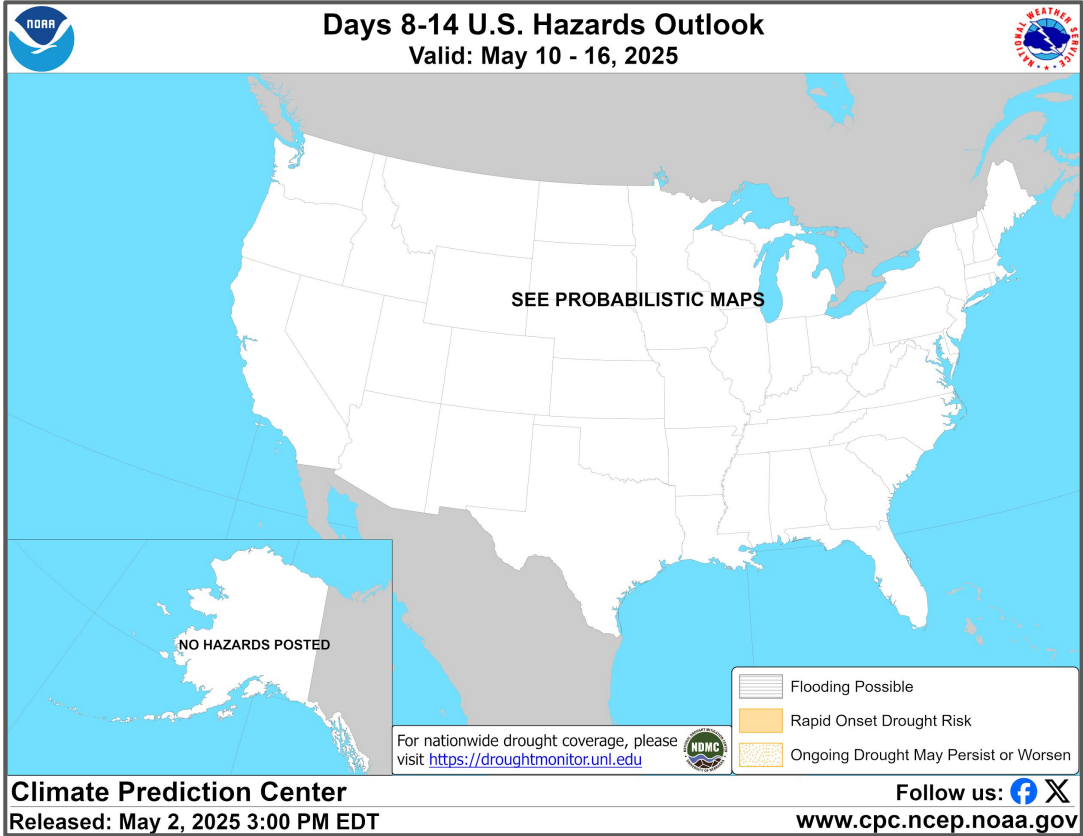 NOAA
Days 8-14 U.S. Hazards Outlook
Valid: May 10 - 16, 2025
NATIONAL WEATHER SERVICE
SEE PROBABILISTIC MAPS
NO HAZARDS POSTED
For nationwide drought coverage, please
visit https://droughtmonitor.unl.edu
NDMC
Flooding Possible
Rapid Onset Drought Risk
Ongoing Drought May Persist or Worsen
Climate Prediction Center
Released: May 2, 2025 3:00 PM EDT
Follow us:
www.cpc.ncep.noaa.gov